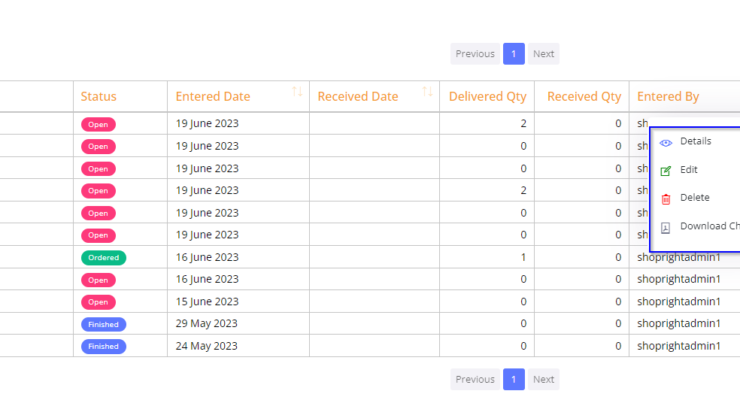 Previous 1 Next
Status Entered Date Received Date Delivered Qty Received Qty Entered By
Open 19 June 2023 2 0 sh
Open 19 June 2023 0 0 sh
Open 19 June 2023 0 0 sh
Open 19 June 2023 2 0 sh
Open 19 June 2023 0 0 sh
Open 19 June 2023 0 0 sh
Ordered 16 June 2023 1 0 shoprightadmin1
Open 16 June 2023 0 0 shoprightadmin1
Open 15 June 2023 0 0 shoprightadmin1
Finished 29 May 2023 0 0 shoprightadmin1
Finished 24 May 2023 0 0 shoprightadmin1
Details
Edit
Delete
Download Ch
Previous 1 Next